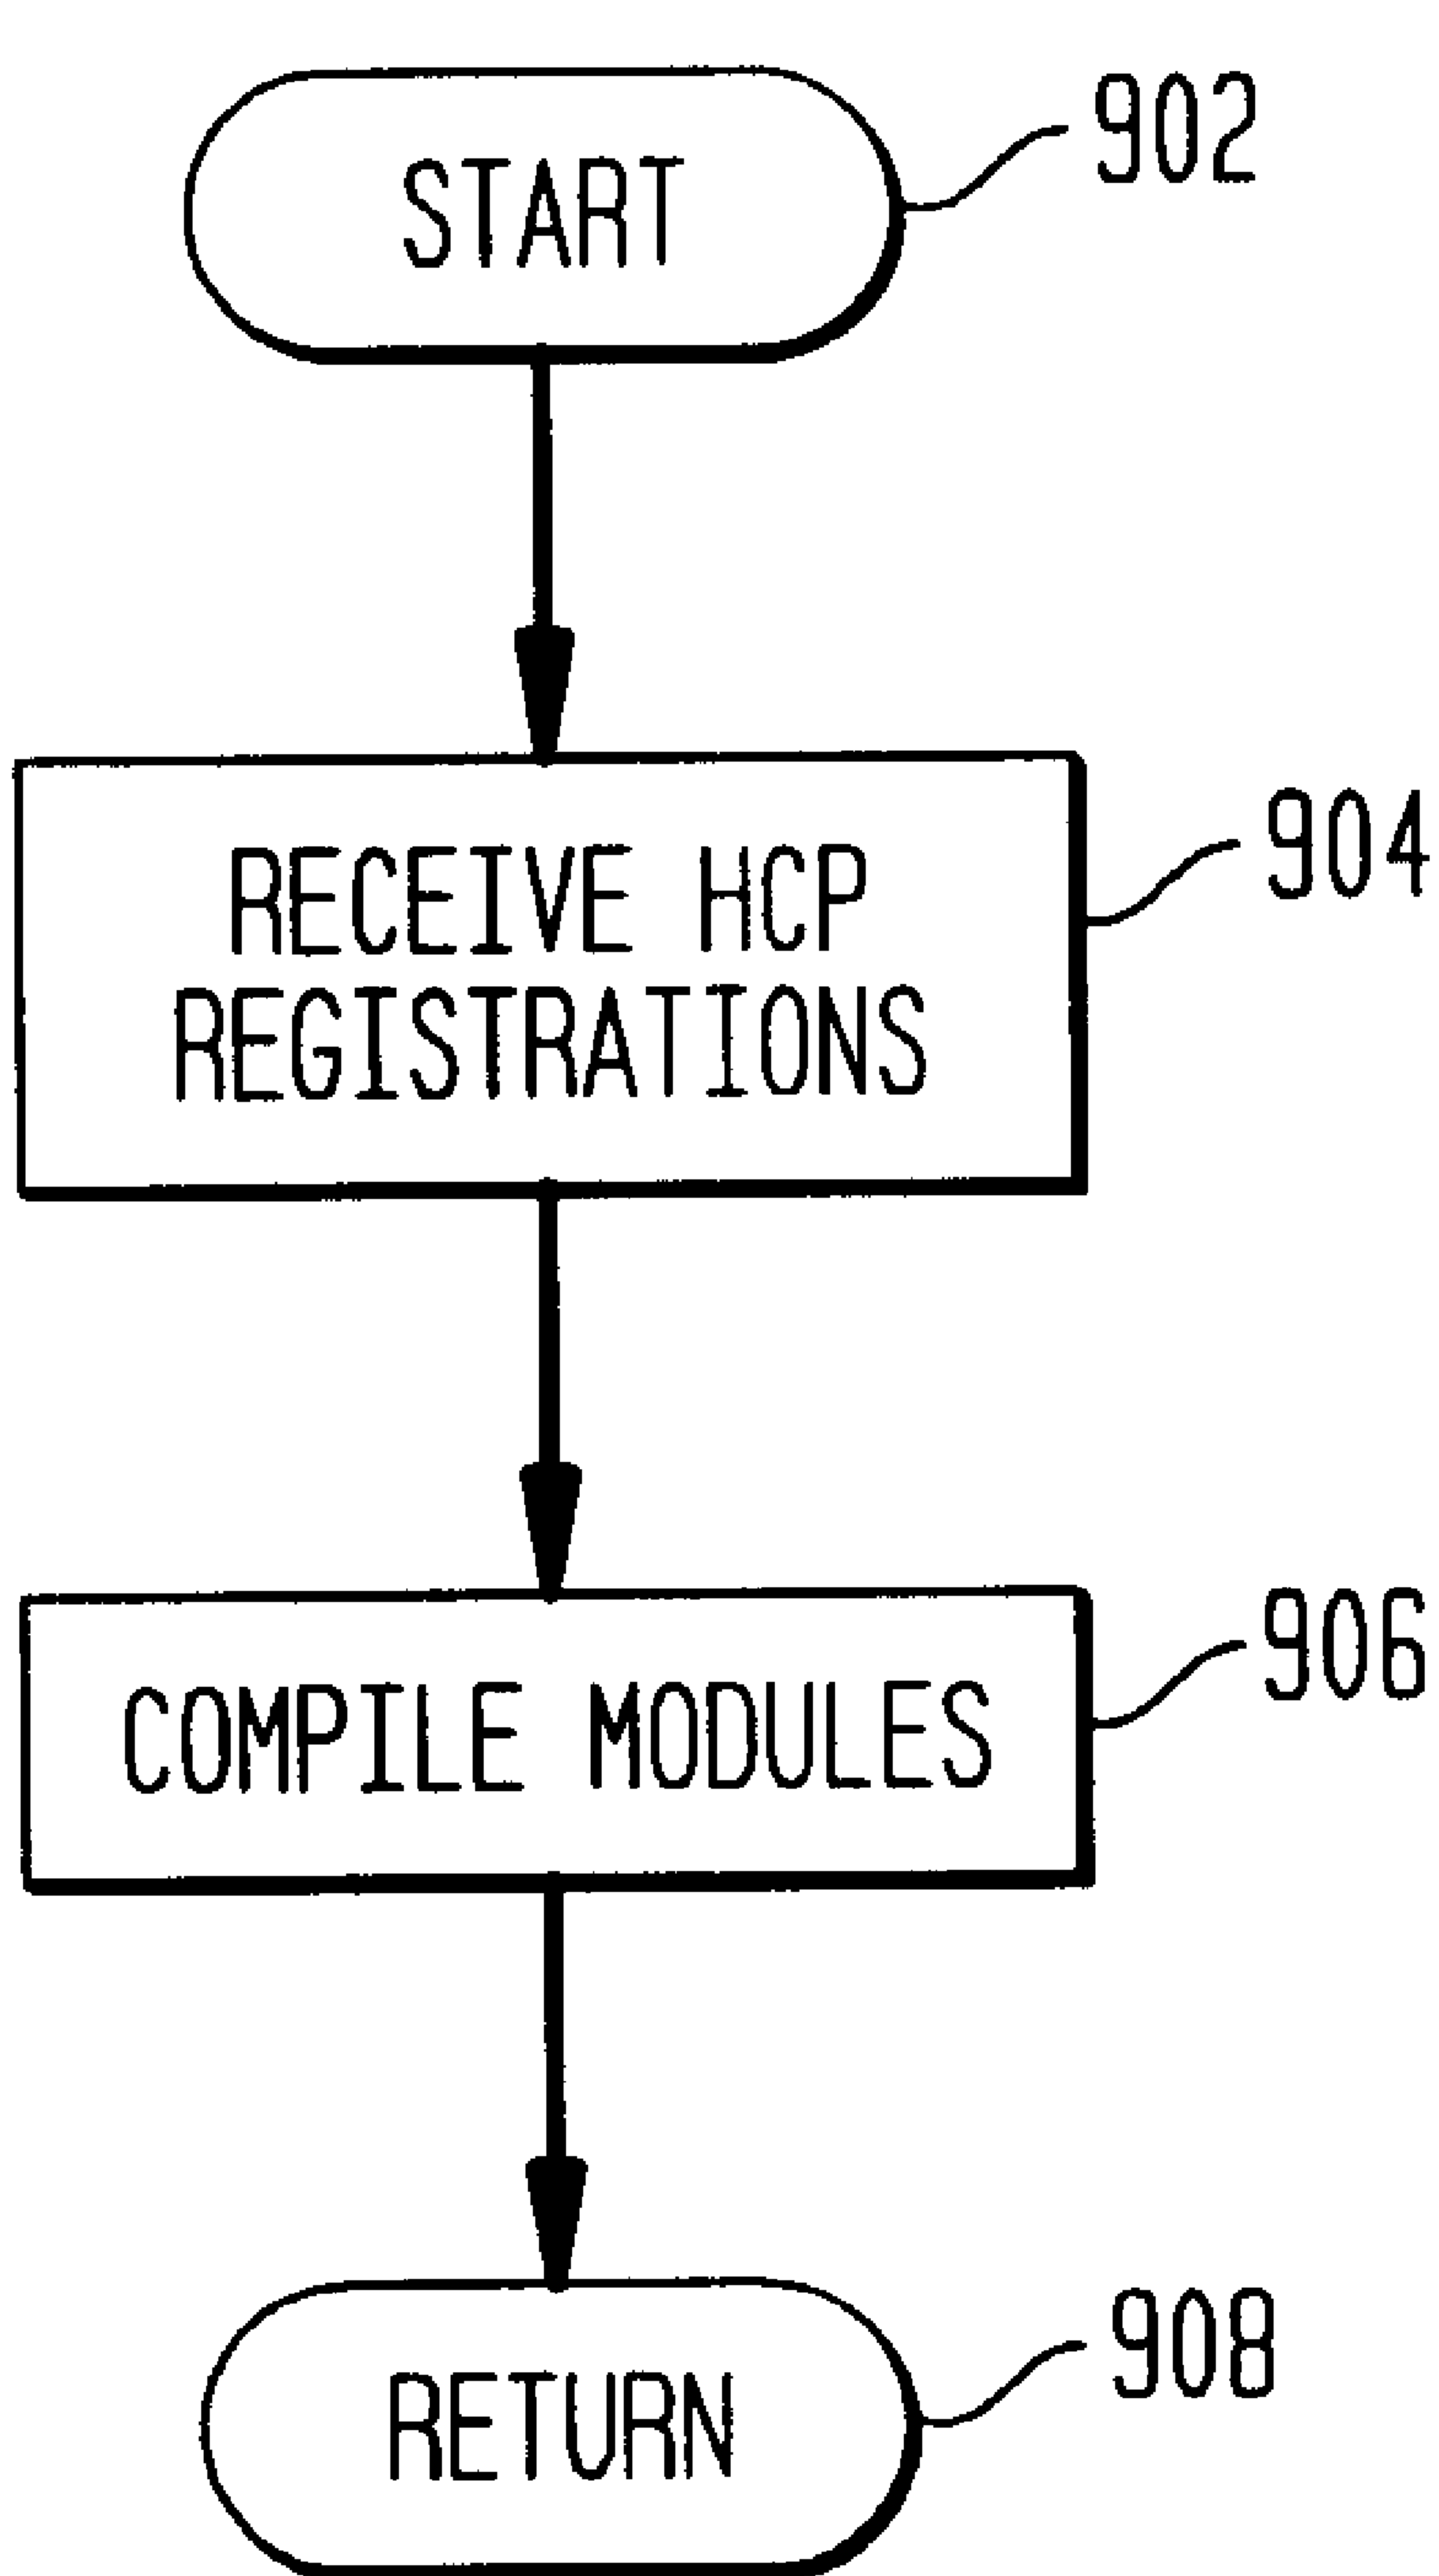 START
902
RECEIVE HCP
REGISTRATIONS
904
COMPILE MODULES
906
RETURN
908